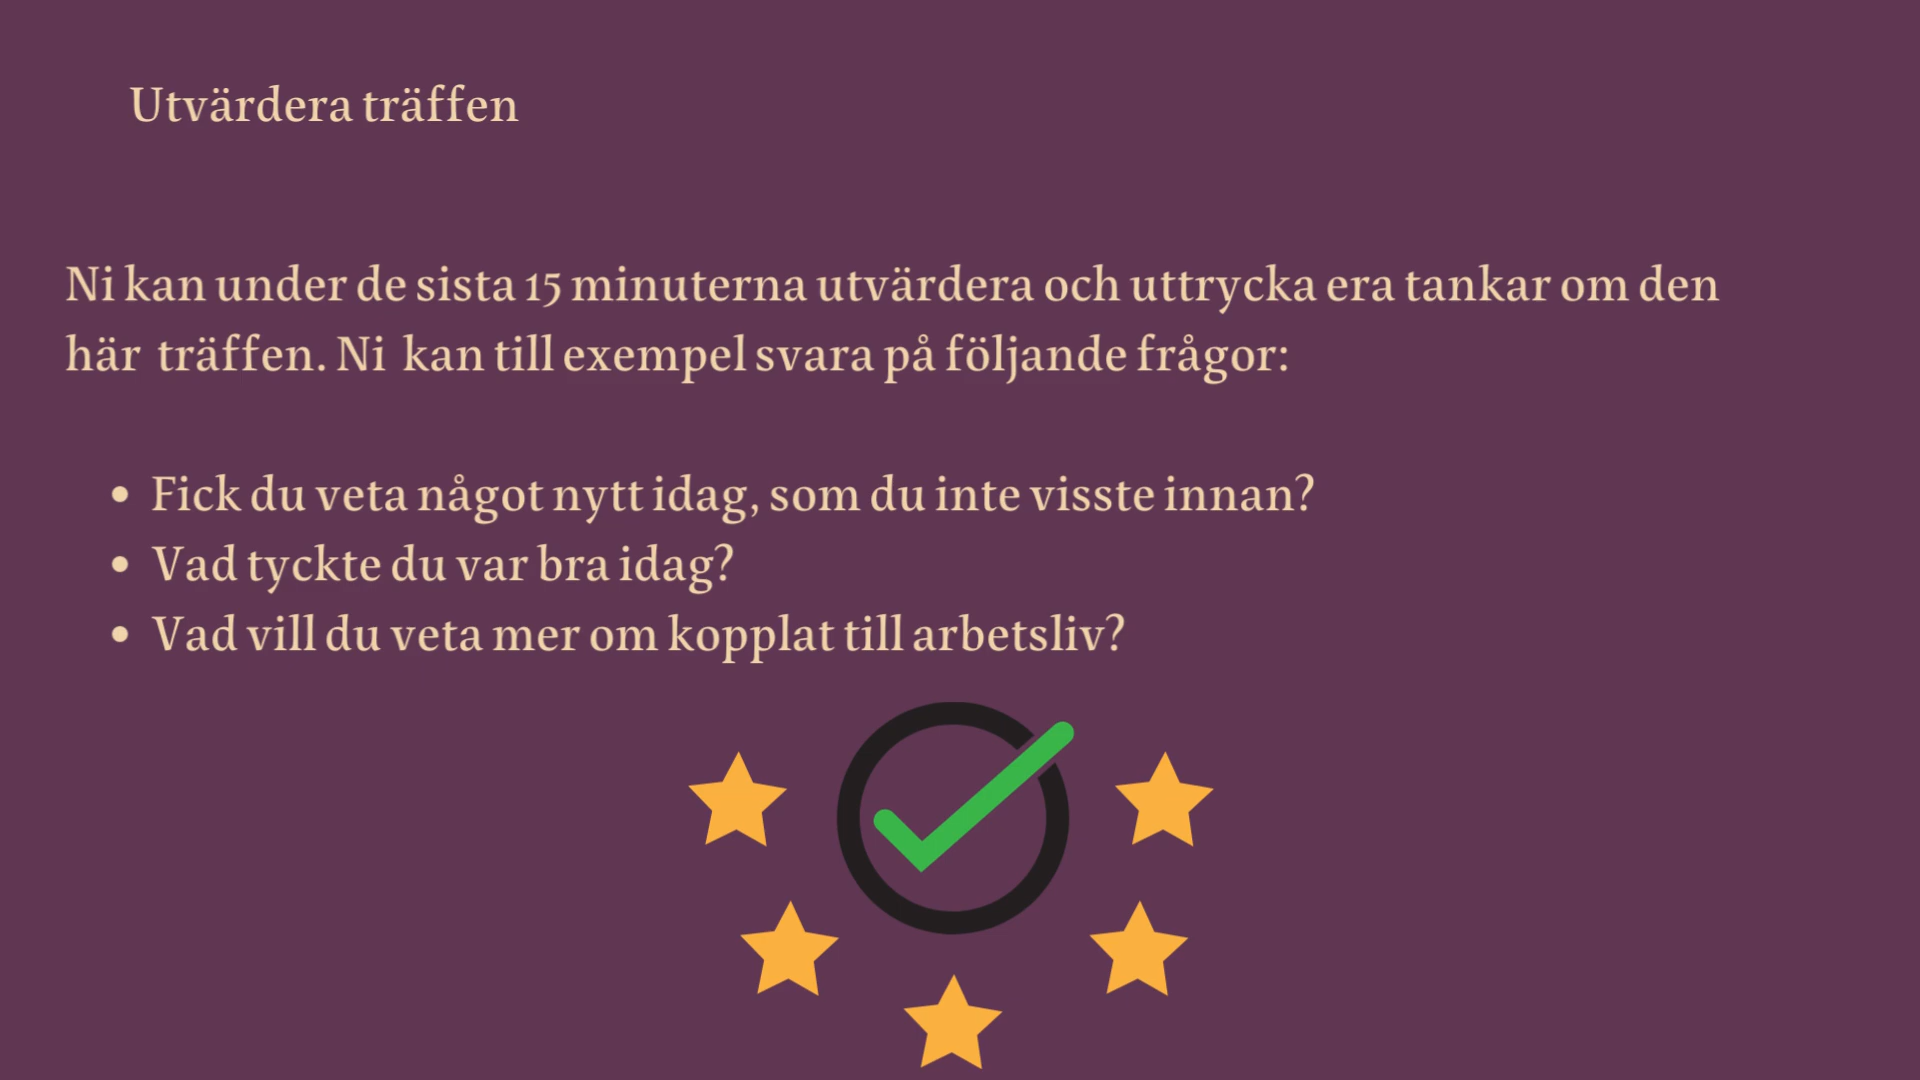 Utvärdera träffen
Ni kan under de sista 15 minuterna utvärdera och uttrycka era tankar om den
här träffen. Ni kan till exempel svara på följande frågor:
• Fick du veta något nytt idag, som du inte visste innan?
• Vad tyckte du var bra idag?
• Vad vill du veta mer om kopplat till arbetsliv?